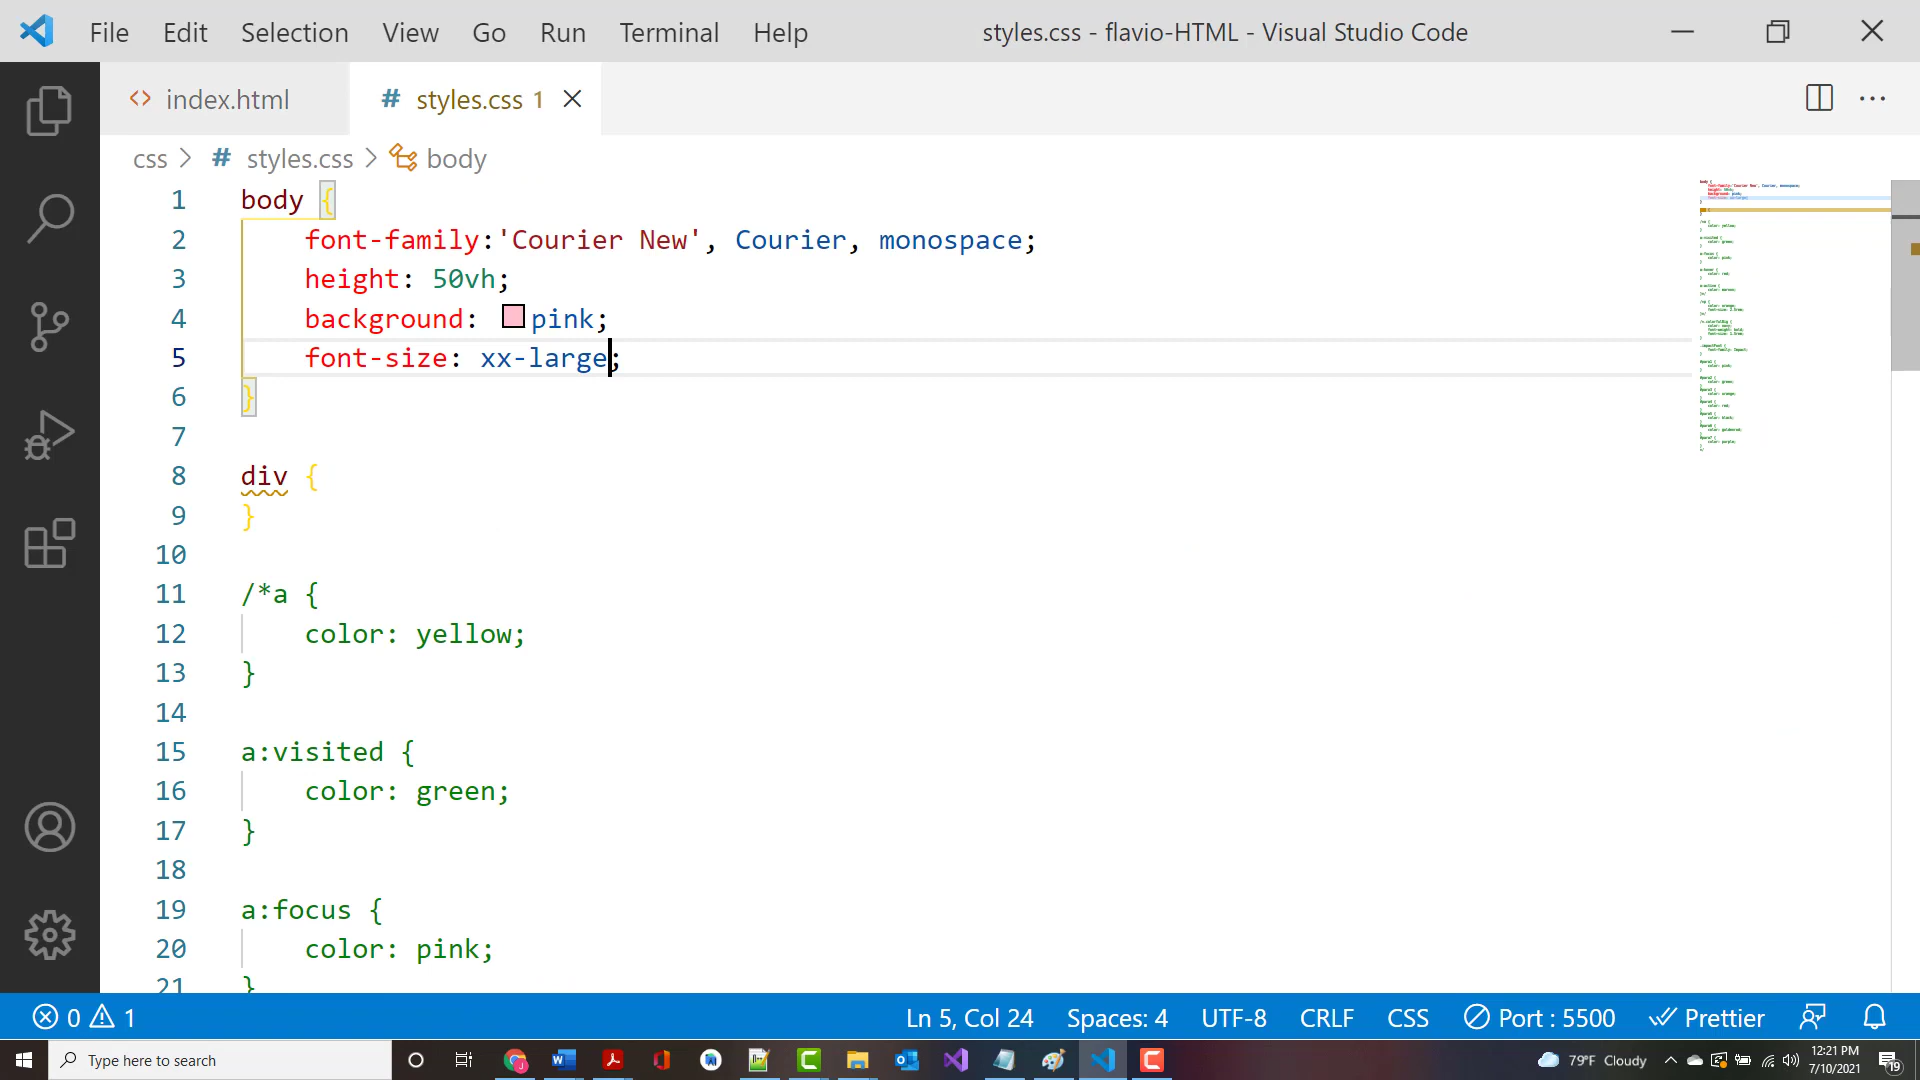 File Edit Selection View Go Run Terminal Help styles.css - flavio-HTML - Visual Studio Code
index.html # styles.css 1
css > # styles.css > body
1 body {
2 font-family:'Courier New', Courier, monospace;
3 height: 50vh;
4 background: pink;
5 font-size: xx-large;
6 }
7
8 div {
9 }
10
11 /*a {
12 color: yellow;
13 }
14
15 a:visited {
16 color: green;
17 }
18
19 a:focus {
20 color: pink;
21 }
0 1 Ln 5, Col 24 Spaces: 4 UTF-8 CRLF CSS Port : 5500 Prettier
Type here to search 79°F Cloudy 12:21 PM
7/10/2021 19